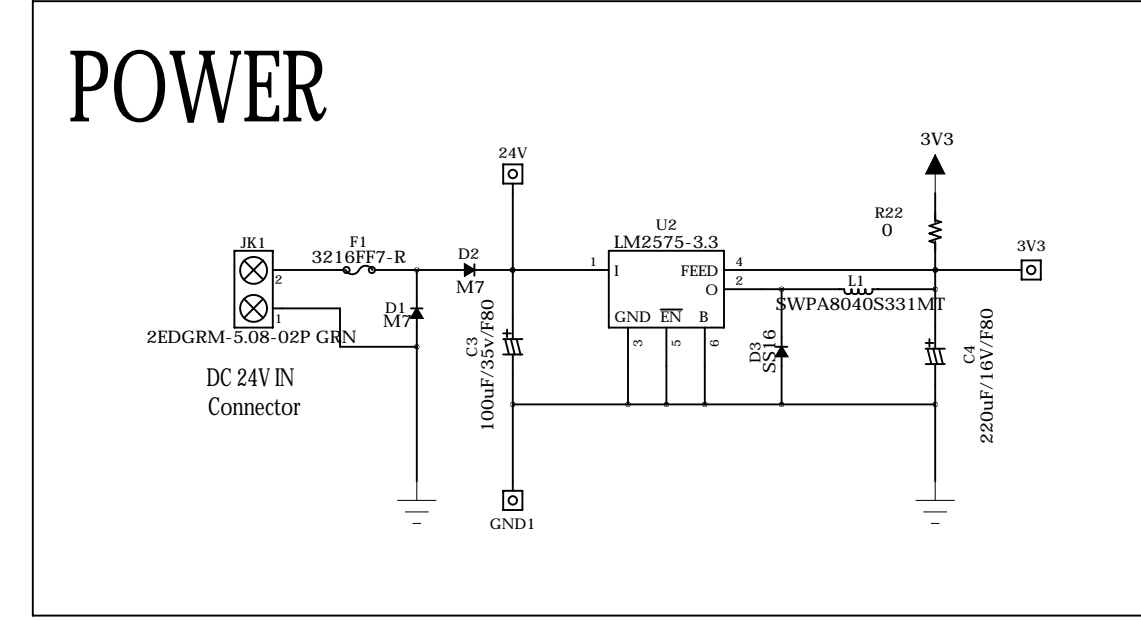 POWER
24V
3V3
R22
0
3V3
JK1
F1
3216FF7-R
D2
M7
U2
LM2575-3.3
1
I
FEED
4
O
2
GND
EN
B
3
5
6
L1
SWPA8040S331MT
2
1
D1
M7
2EDGRM-5.08-02P GRN
C3
100uF/35v/F80
D3
SS16
C4
220uF/16V/F80
DC 24V IN
Connector
GND1